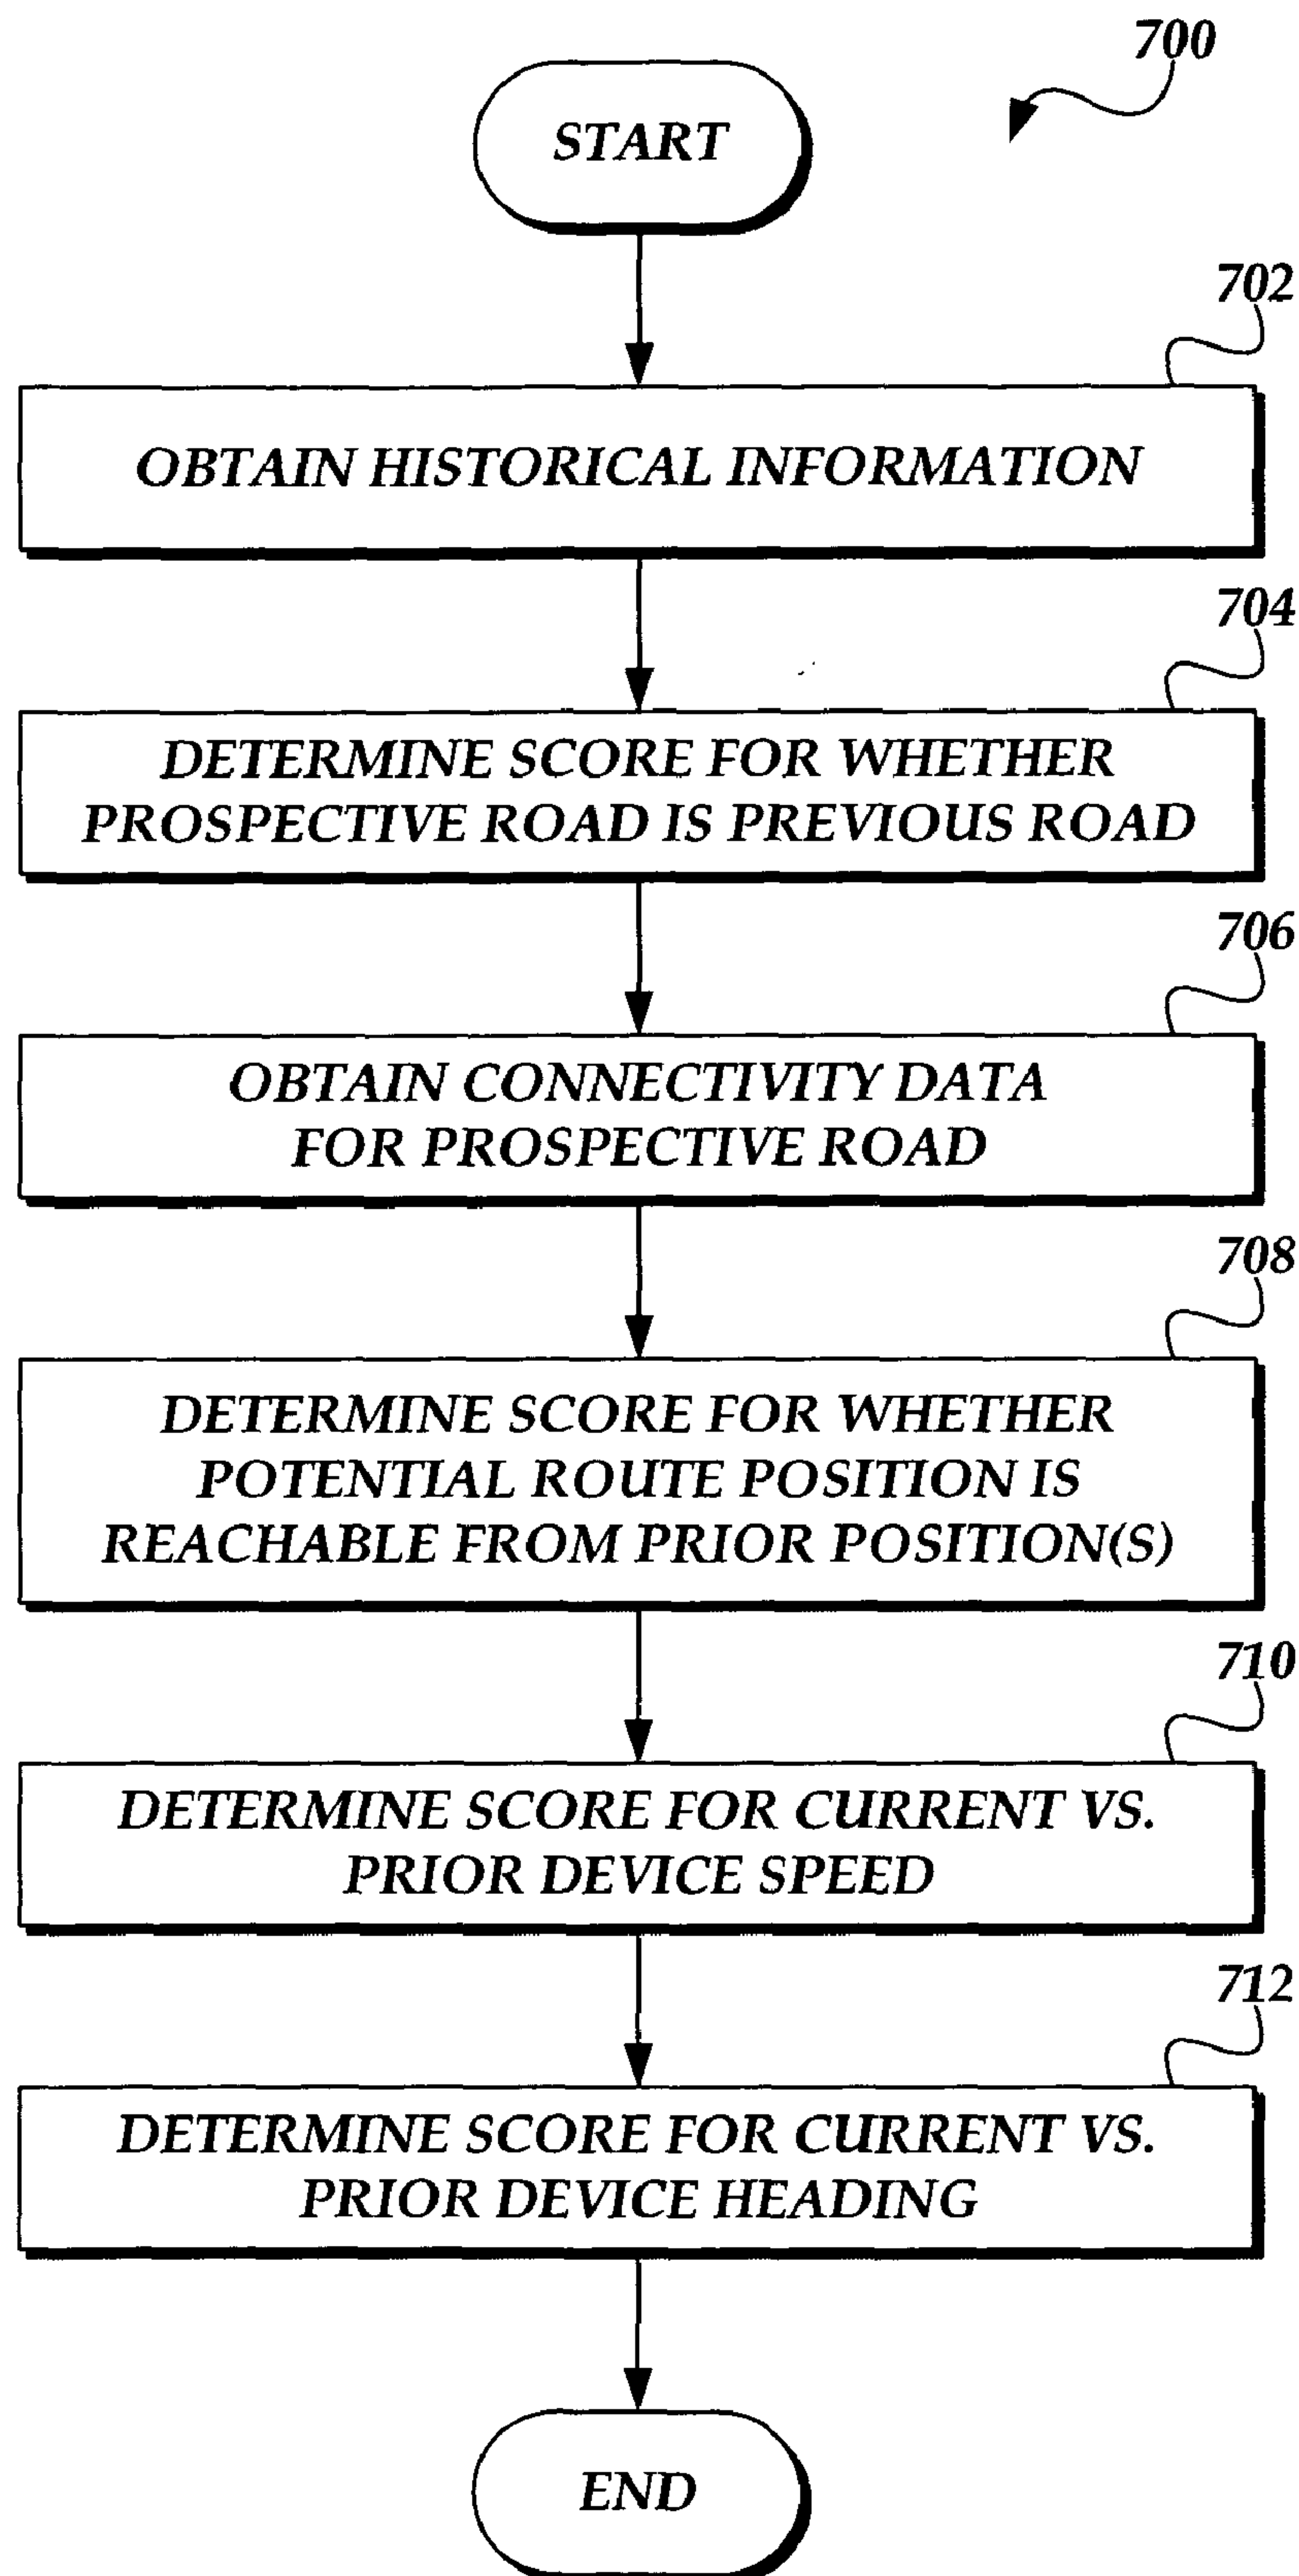 700
START
702
OBTAIN HISTORICAL INFORMATION
704
DETERMINE SCORE FOR WHETHER
PROSPECTIVE ROAD IS PREVIOUS ROAD
706
OBTAIN CONNECTIVITY DATA
FOR PROSPECTIVE ROAD
708
DETERMINE SCORE FOR WHETHER
POTENTIAL ROUTE POSITION IS
REACHABLE FROM PRIOR POSITION(S)
710
DETERMINE SCORE FOR CURRENT VS.
PRIOR DEVICE SPEED
712
DETERMINE SCORE FOR CURRENT VS.
PRIOR DEVICE HEADING
END